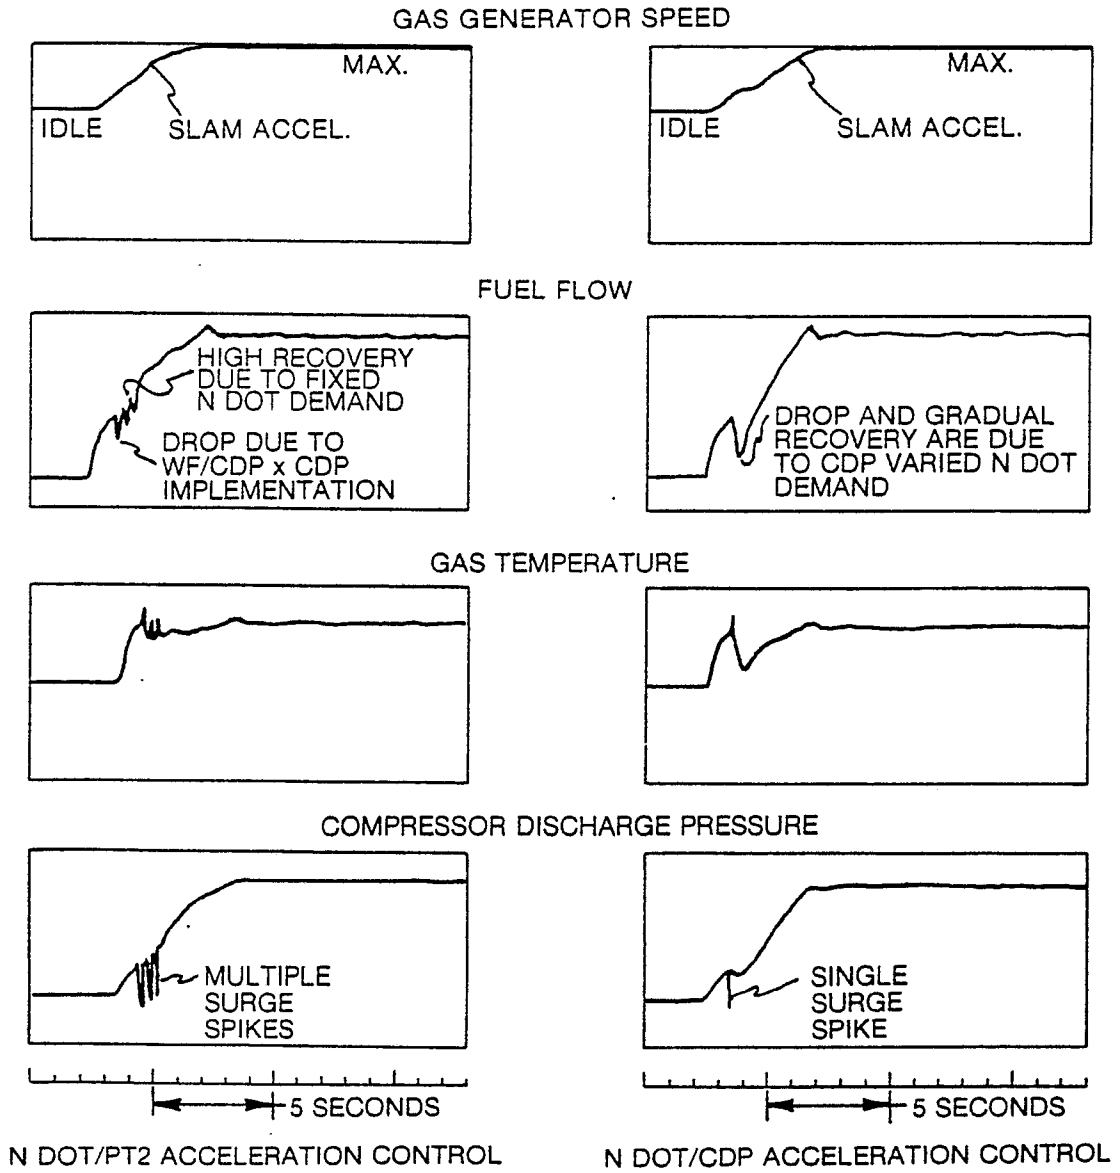 GAS GENERATOR SPEED
MAX.
IDLE
SLAM ACCEL.
MAX.
IDLE
SLAM ACCEL.
FUEL FLOW
HIGH RECOVERY
DUE TO FIXED
N DOT DEMAND
DROP DUE TO
WF/CDP x CDP
IMPLEMENTATION
DROP AND GRADUAL
RECOVERY ARE DUE
TO CDP VARIED N DOT
DEMAND
GAS TEMPERATURE
COMPRESSOR DISCHARGE PRESSURE
MULTIPLE
SURGE
SPIKES
SINGLE
SURGE
SPIKE
5 SECONDS
5 SECONDS
N DOT/PT2 ACCELERATION CONTROL
N DOT/CDP ACCELERATION CONTROL